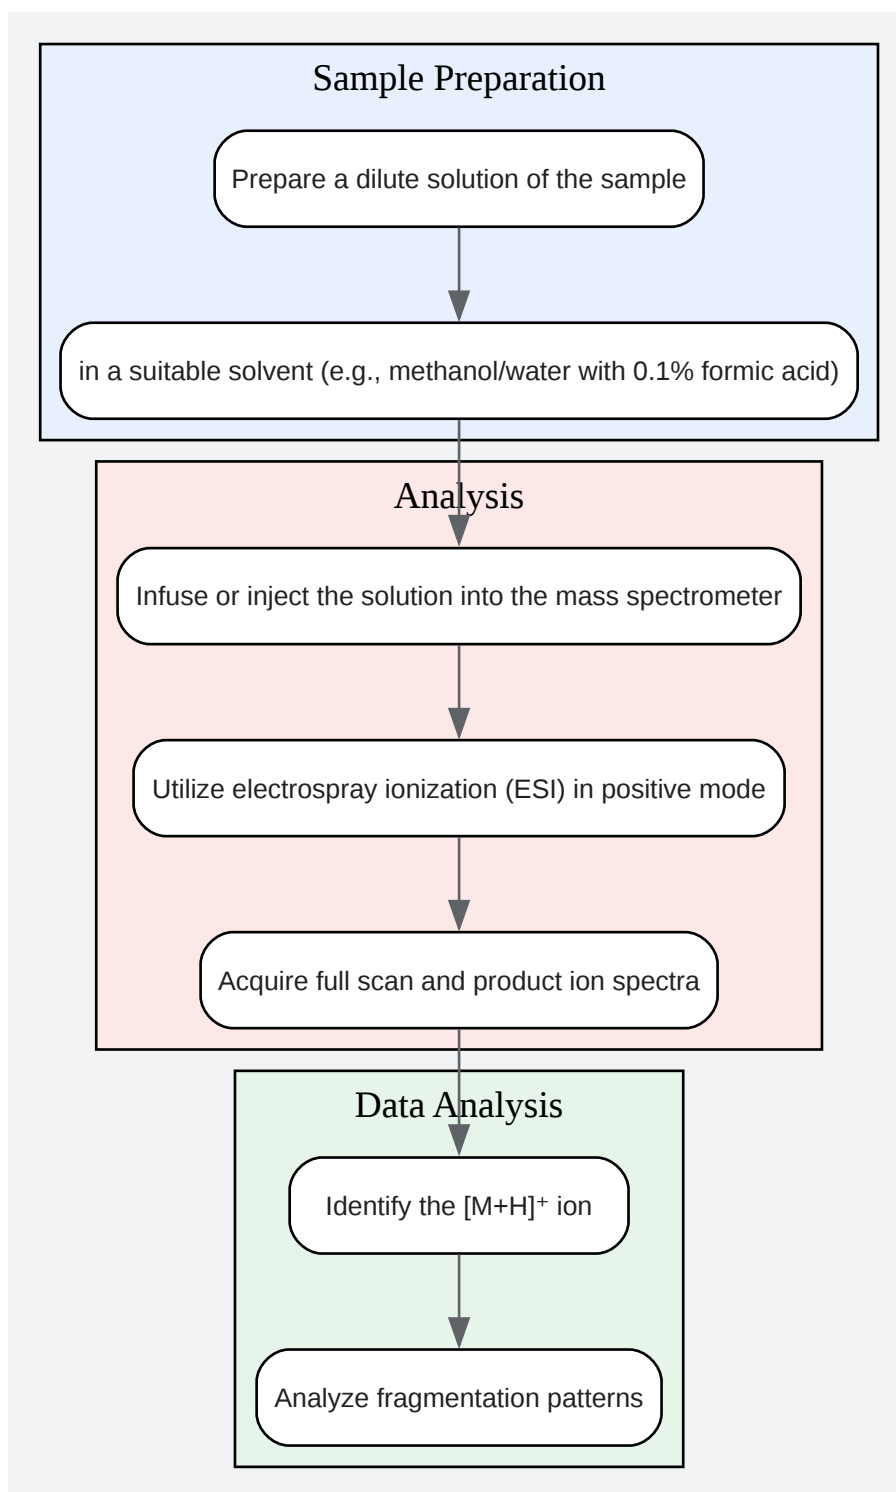 Sample Preparation
Prepare a dilute solution of the sample
in a suitable solvent (e.g., methanol/water with 0.1% formic acid)
Analysis
Infuse or inject the solution into the mass spectrometer
Utilize electrospray ionization (ESI) in positive mode
Acquire full scan and product ion spectra
Data Analysis
Identify the [M+H]⁺ ion
Analyze fragmentation patterns